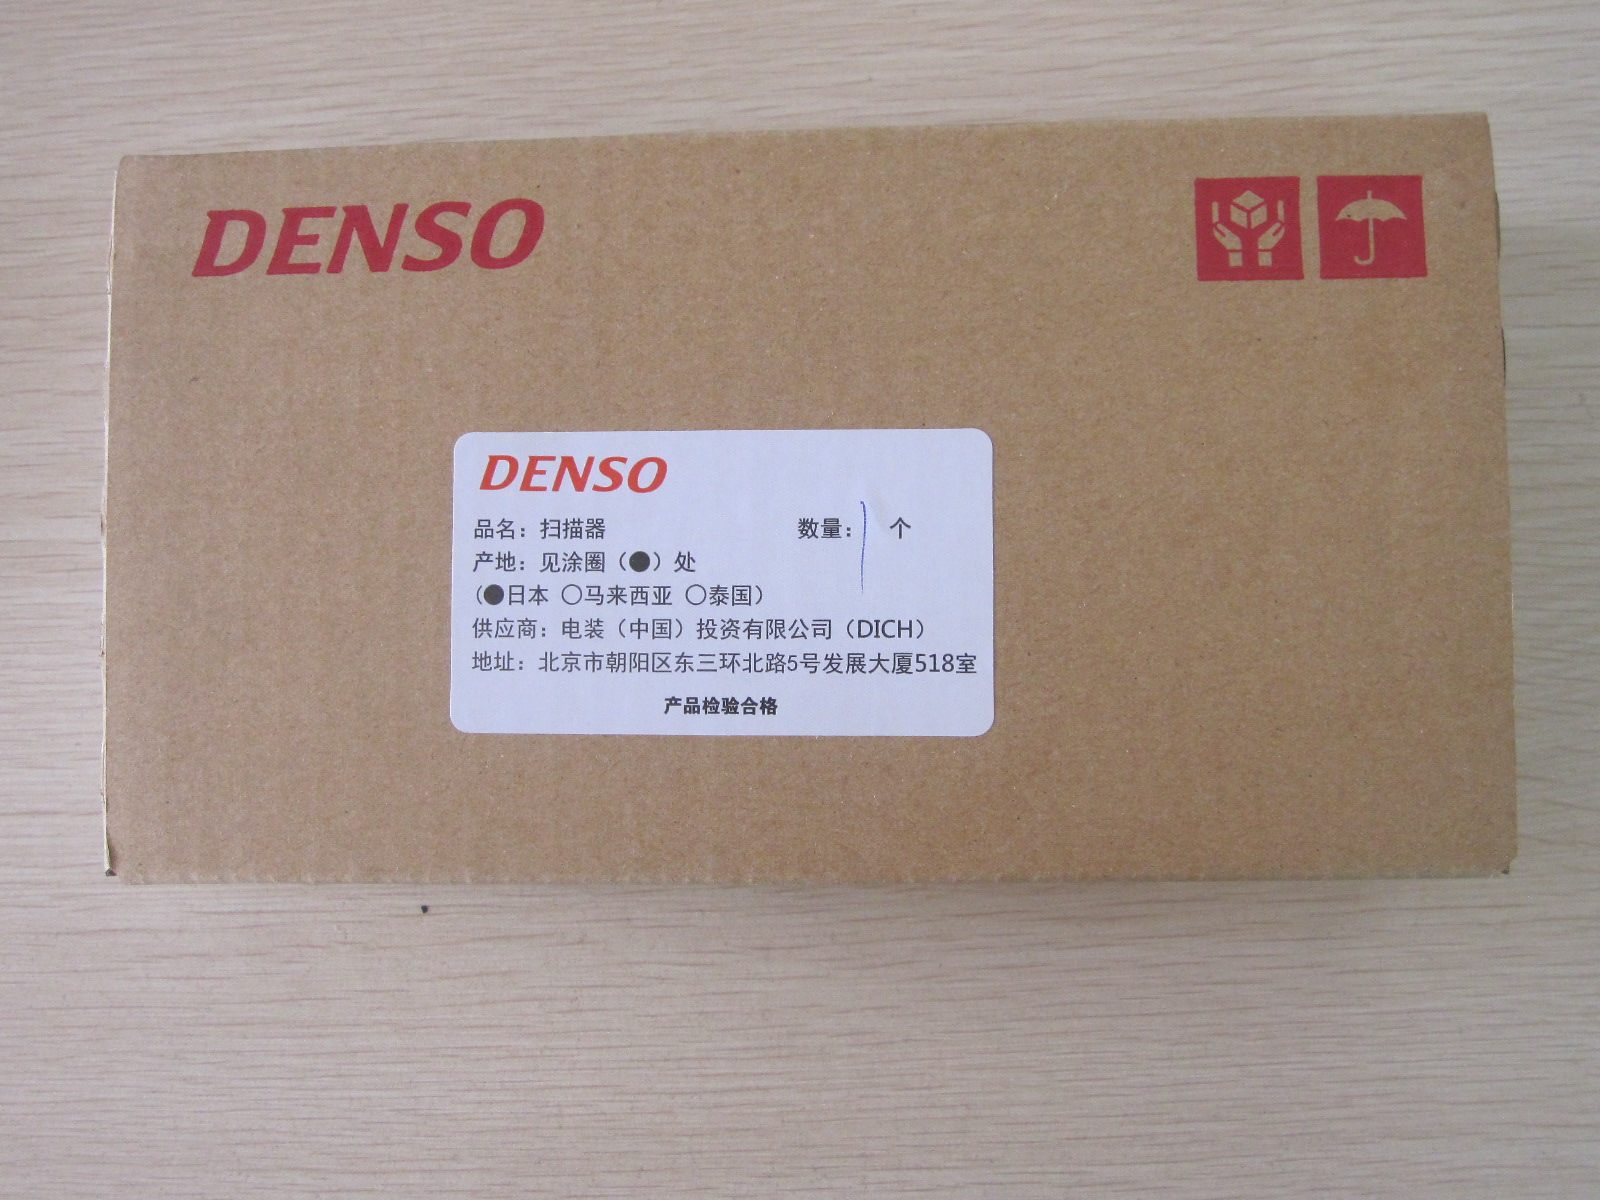 DENSO
DENSO
品名：扫描器 数量：1 个
产地：见涂圈（●）处
（●日本 ○马来西亚 ○泰国）
供应商：电装（中国）投资有限公司（DICH）
地址：北京市朝阳区东三环北路5号发展大厦518室
产品检验合格